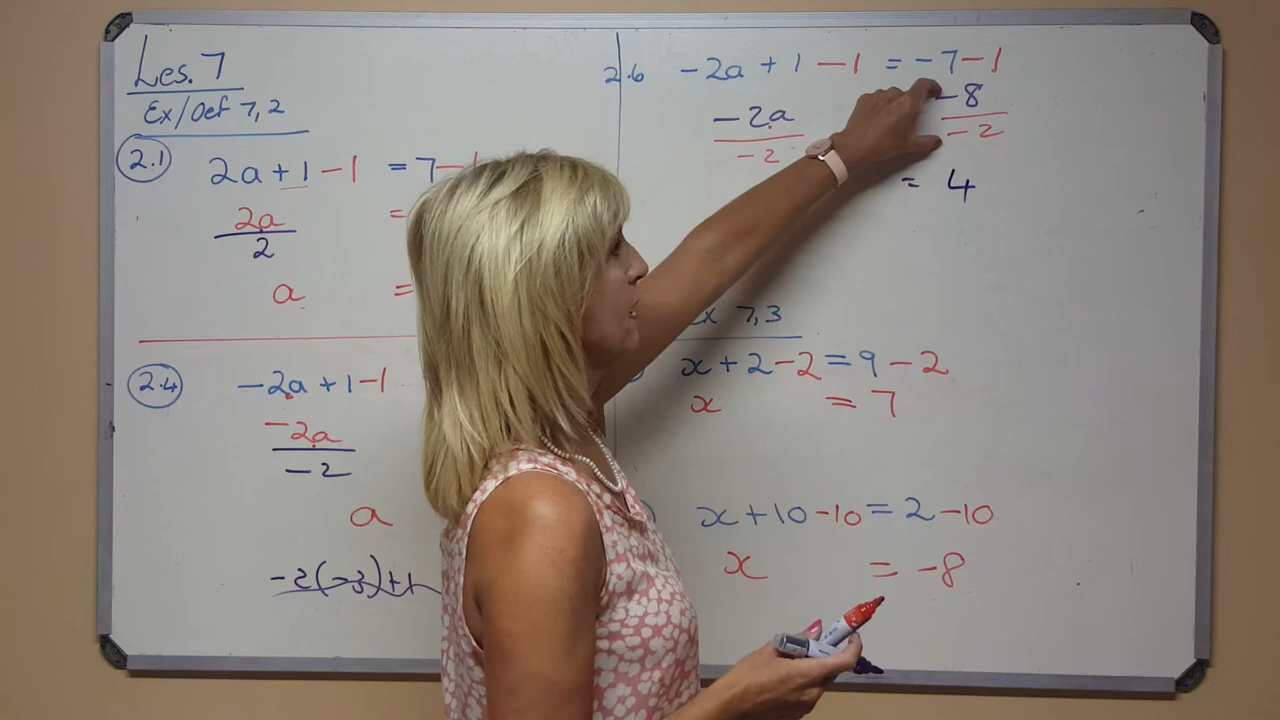 Les. 7
Ex/Oef 7,2
2.1
2a + 1 - 1 = 7 - 1
2a =
2
a =
2.4
-2a + 1 - 1
-2a
-2
a
-2(-3)+1
2.6 -2a + 1 - 1 = -7 - 1
-2a -8
-2 -2
= 4
7,3
x + 2 - 2 = 9 - 2
x = 7
x + 10 - 10 = 2 - 10
x = -8